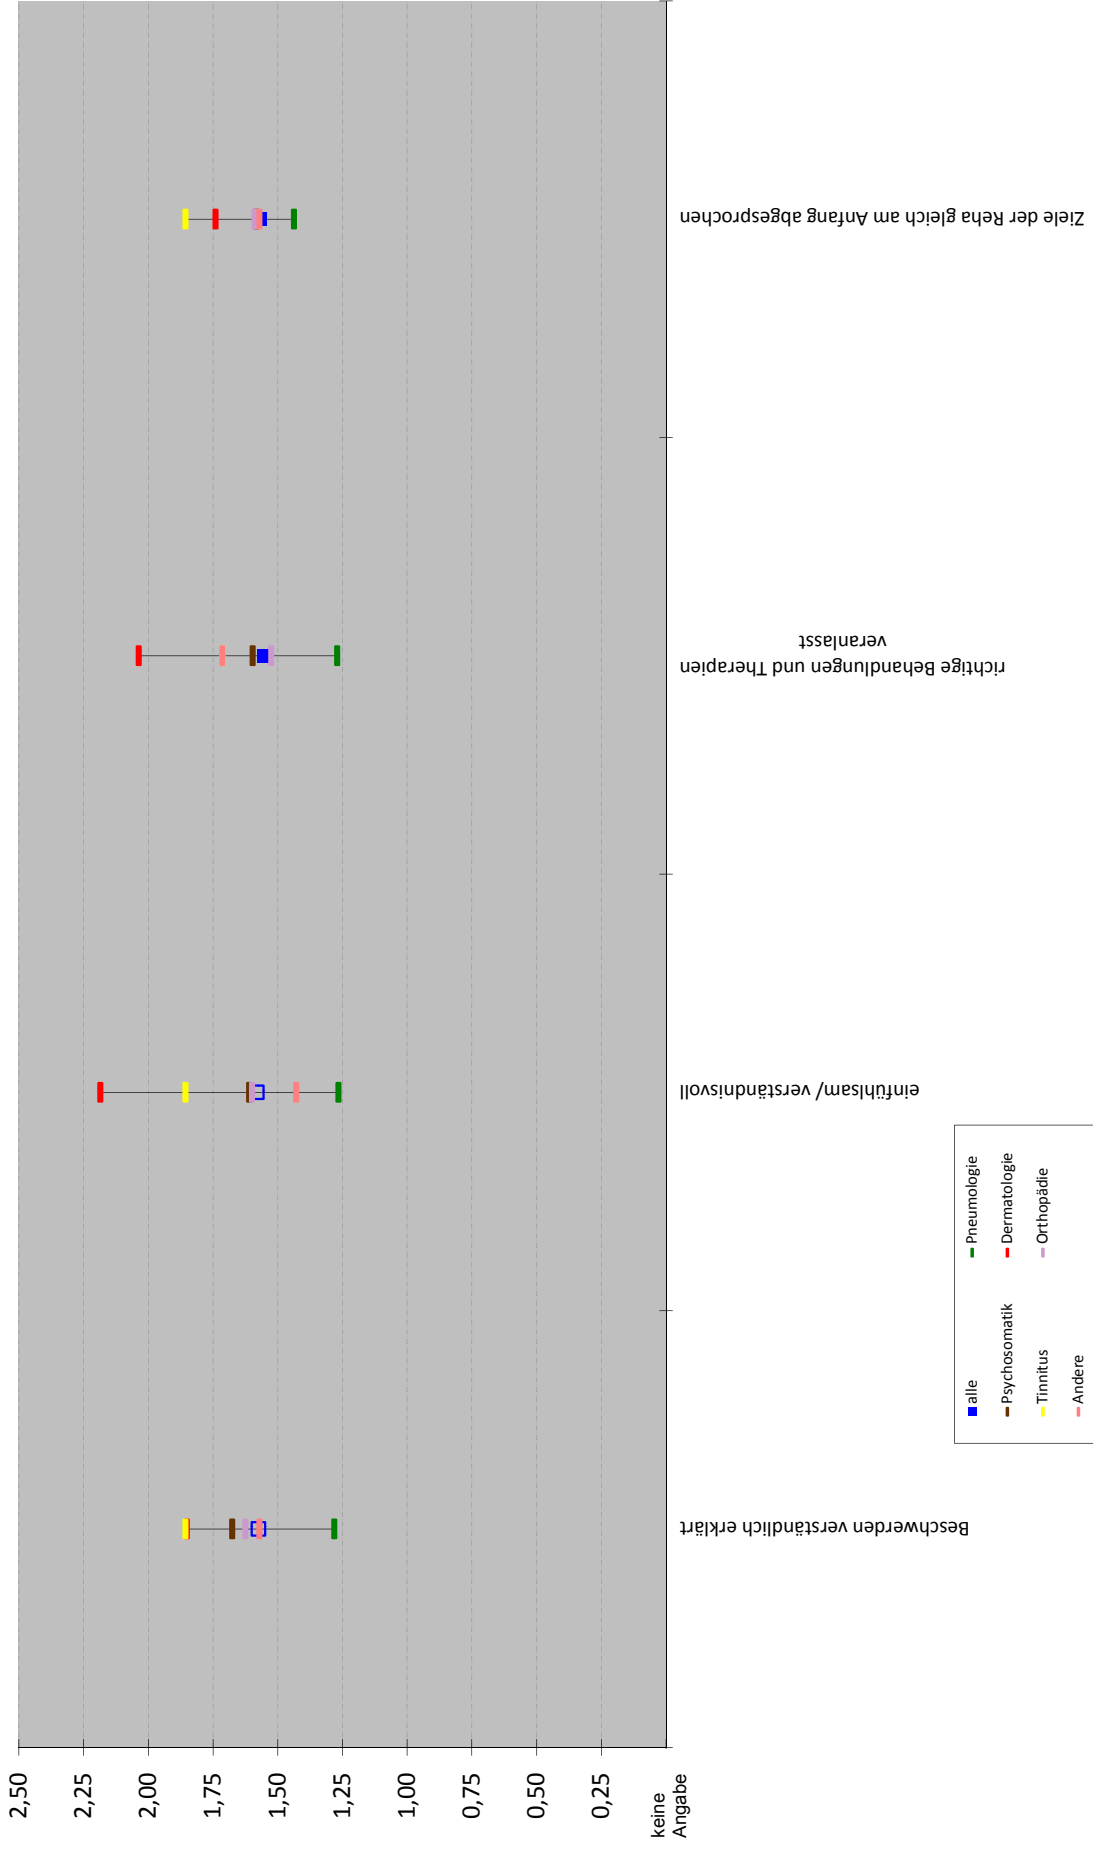 2,50
2,25
2,00
1,75
1,50
1,25
1,00
0,75
0,50
0,25
keine
Angabe
Beschwerden verständlich erklärt
einfühlsam/ verständnisvoll
richtige Behandlungen und Therapien
veranlasst
Ziele der Reha gleich am Anfang abgesprochen
alle
Pneumologie
Psychosomatik
Dermatologie
Tinnitus
Orthopädie
Andere